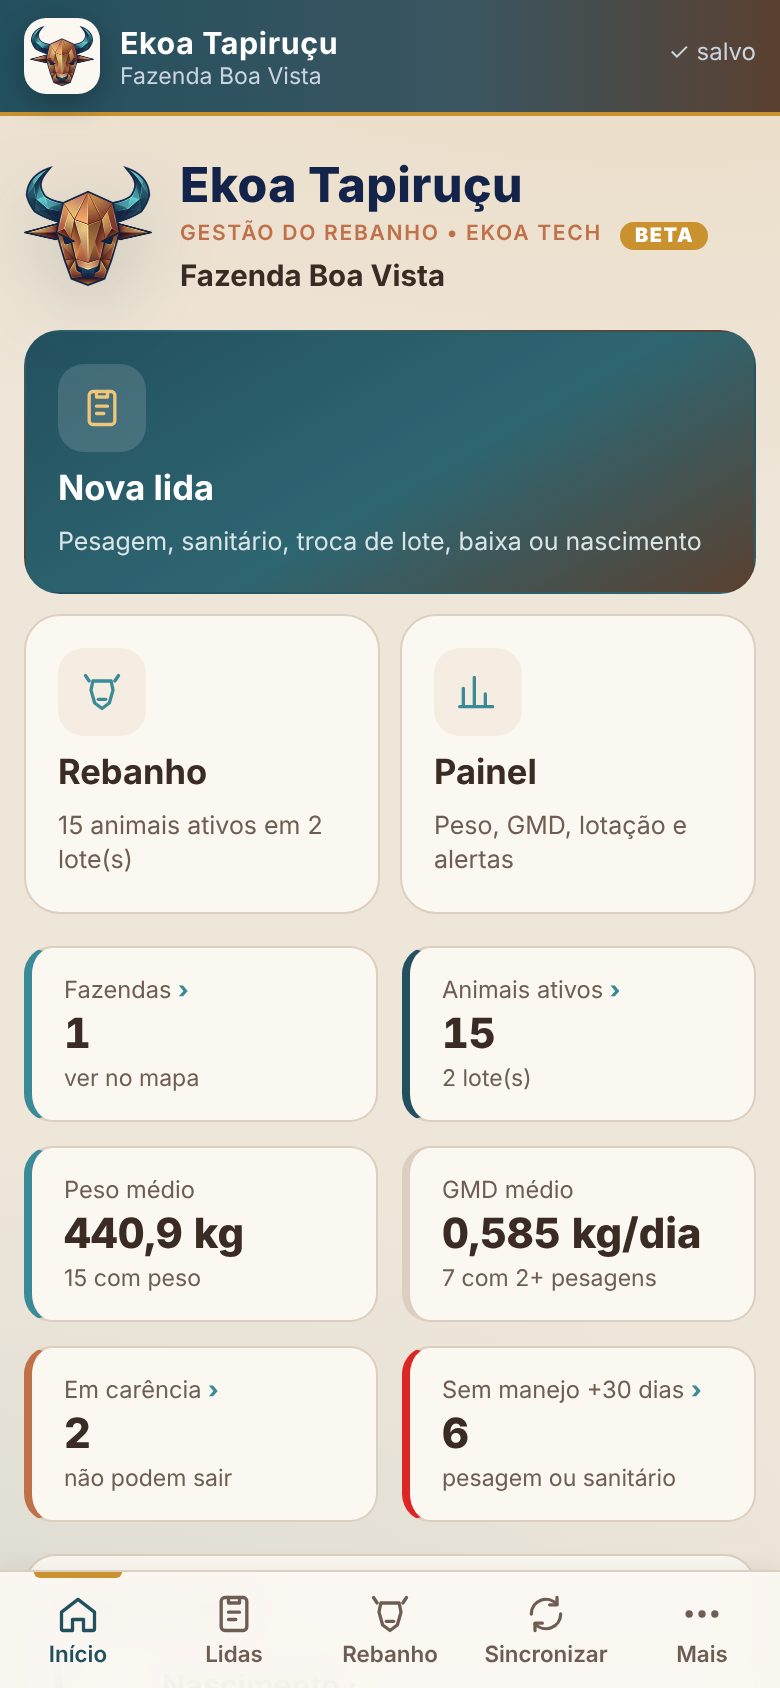 Ekoa Tapiruçu
Fazenda Boa Vista
✓ salvo
Ekoa Tapiruçu
GESTÃO DO REBANHO • EKOA TECH BETA
Fazenda Boa Vista
Nova lida
Pesagem, sanitário, troca de lote, baixa ou nascimento
Rebanho
15 animais ativos em 2
lote(s)
Painel
Peso, GMD, lotação e
alertas
Fazendas ›
1
ver no mapa
Animais ativos ›
15
2 lote(s)
Peso médio
440,9 kg
15 com peso
GMD médio
0,585 kg/dia
7 com 2+ pesagens
Em carência ›
2
não podem sair
Sem manejo +30 dias ›
6
pesagem ou sanitário
Início
Lidas
Rebanho
Sincronizar
Mais
Nascimento